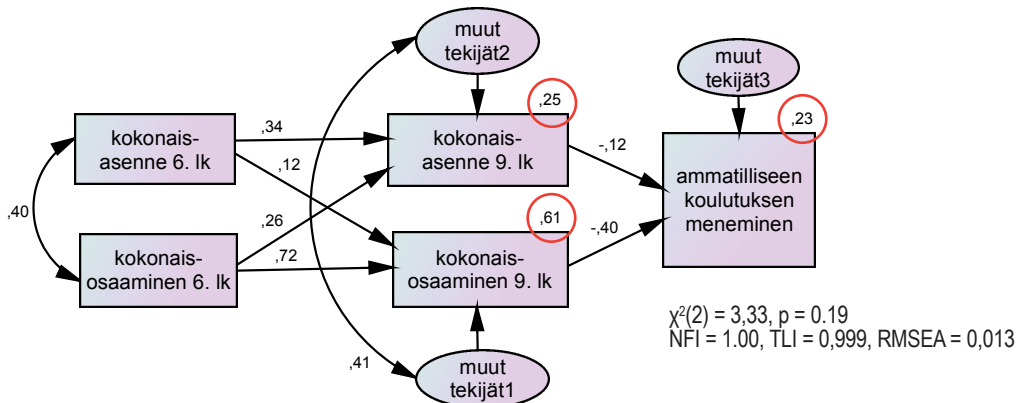 muut
tekijät2
muut
tekijät3
,25
,23
kokonais-
asenne 6. lk
,34
kokonais-
asenne 9. lk
-,12
,12
ammatilliseen
koulutuksen
meneminen
,40
,26
,61
-,40
kokonais-
osaaminen 6. lk
,72
kokonais-
osaaminen 9. lk
χ²(2) = 3,33, p = 0.19
NFI = 1.00, TLI = 0,999, RMSEA = 0,013
,41
muut
tekijät1